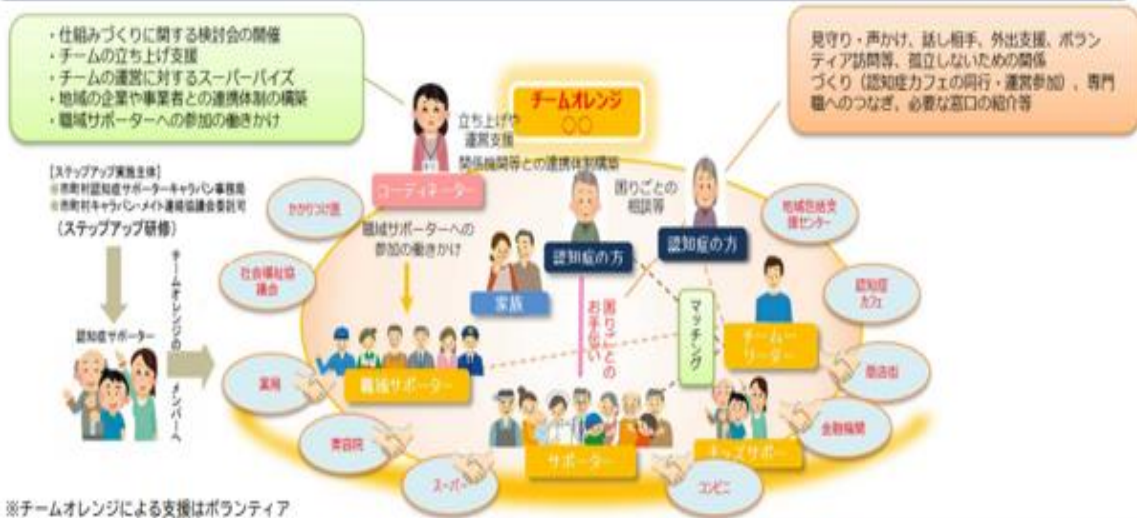 ・仕組みづくりに関する検討会の開催
・チームの立ち上げ支援
・チームの運営に対するスーパーバイズ
・地域の企業や事業者との連携体制の構築
・職域サポーターへの参加の働きかけ
見守り・声かけ、話し相手、外出支援、ボラン
ティア訪問等、孤立しないための関係
づくり（認知症カフェの同行・運営参加）、専門
職へのつなぎ、必要な窓口の紹介等
チームオレンジ
〇〇
立ち上げや
運営支援
関係機関等との連携体制構築
コーディネーター
[ステップアップ実施主体]
※市町村認知症サポーターキャラバン事務局
※市町村キャラバン・メイト連絡協議会委託可
(ステップアップ研修)
チームオレンジの
メンバーへ
認知症サポーター
かかりつけ医
社会福祉協
議会
薬局
美容院
スーパー
コンビニ
金融機関
商店街
認知症
カフェ
地域包括支
援センター
職域サポーターへの
参加の働きかけ
困りごとの
相談等
認知症の方
認知症の方
家族
職域サポーター
困りごとの
お手伝い
マッチング
チームー
リーダー
サポーター
キッズサポー
※チームオレンジによる支援はボランティア